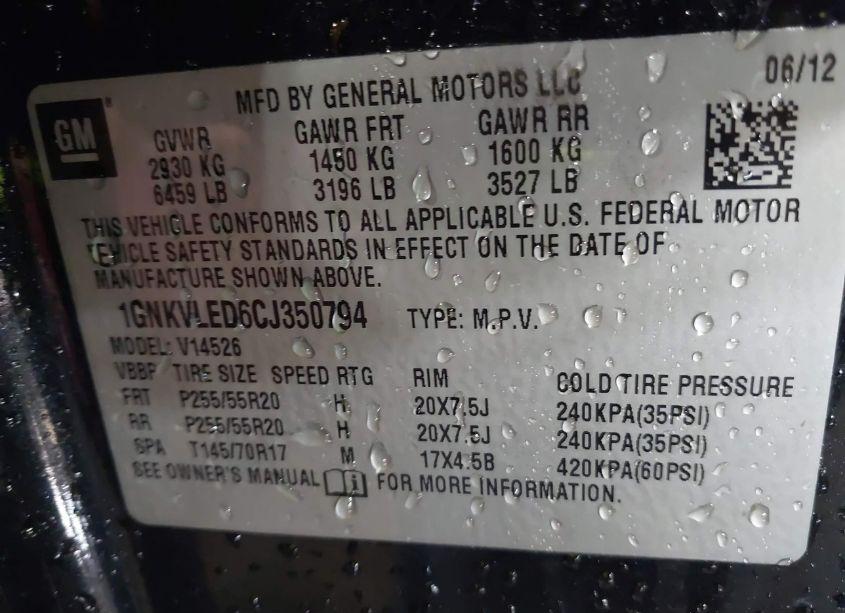 06/12
MFD BY GENERAL MOTORS LLC
GM
GVWR GAWR FRT GAWR RR
2930 KG 1450 KG 1600 KG
6459 LB 3196 LB 3527 LB
THIS VEHICLE CONFORMS TO ALL APPLICABLE U.S. FEDERAL MOTOR
VEHICLE SAFETY STANDARDS IN EFFECT ON THE DATE OF
MANUFACTURE SHOWN ABOVE.
1GNKVLED6CJ350794 TYPE: M.P.V.
MODEL: V14526
VBBF TIRE SIZE SPEED RTG RIM COLD TIRE PRESSURE
FRT P255/55R20 H 20X7.5J 240KPA(35PSI)
RR P255/55R20 H 20X7.5J 240KPA(35PSI)
SPA T145/70R17 M 17X4.5B 420KPA(60PSI)
SEE OWNER'S MANUAL FOR MORE INFORMATION.